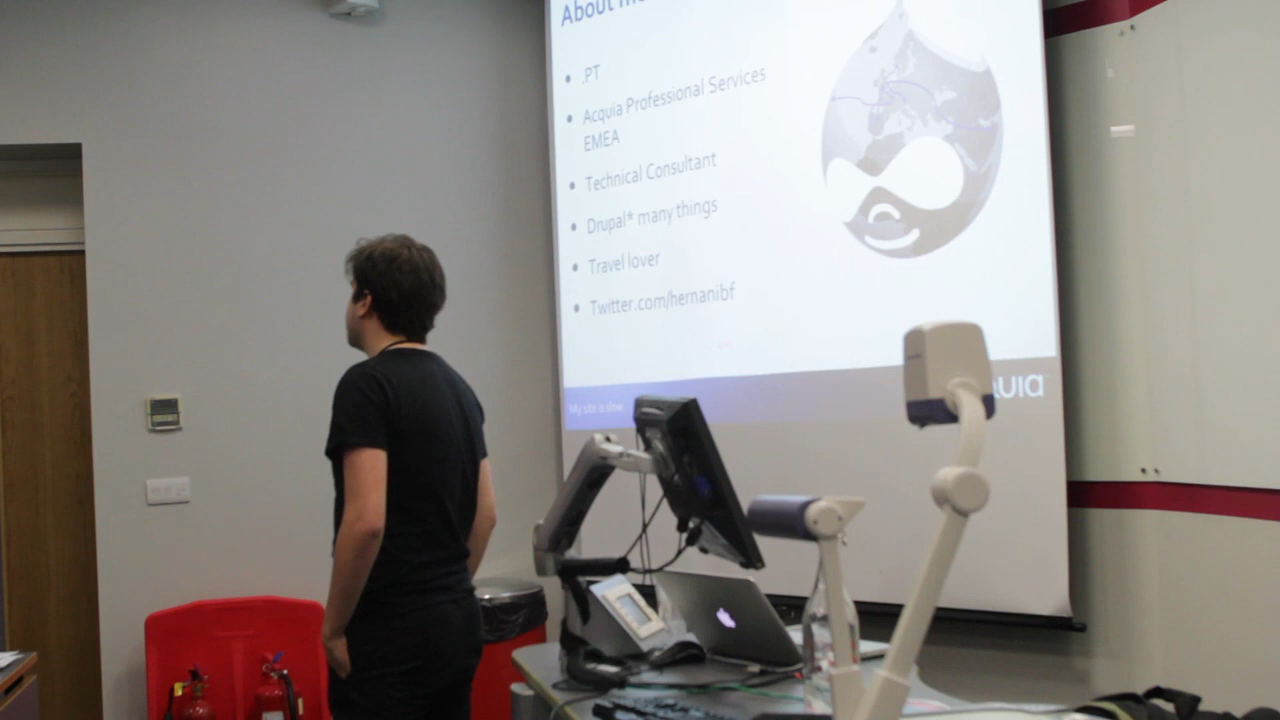 About
.PT
Acquia Professional Services
EMEA
Technical Consultant
Drupal* many things
Travel lover
Twitter.com/hernanibf
My site is slow
uia